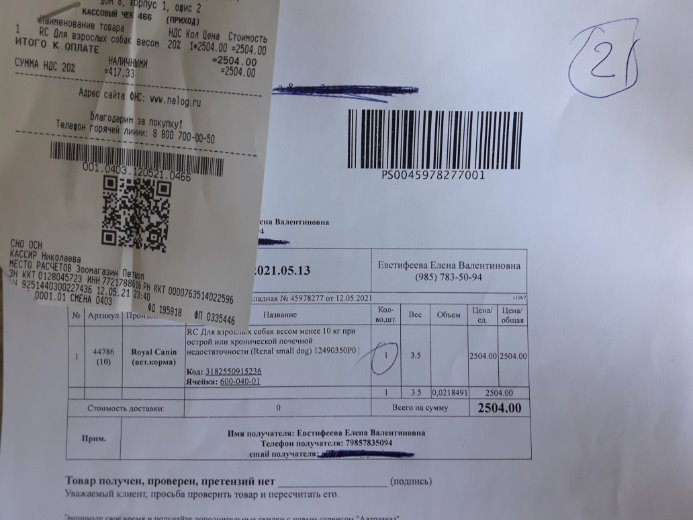 дом 6, корпус 1, офис 2
КАССОВЫЙ ЧЕК 466
(ПРИХОД)
Наименование товара НДС Кол Цена Стоимость
1 RC Для взрослых собак весом 20% 1×2504.00 =2504.00
ИТОГО К ОПЛАТЕ =2504.00
НАЛИЧНЫМИ =2504.00
СУММА НДС 20% =417.33
Адрес сайта ФНС: www.nalog.ru
Благодарим за покупку!
Телефон горячей линии: 8 800 700-00-50
001.0403.120521.0466
СНО ОСН
КАССИР Николаева
МЕСТО РАСЧЕТОВ Зоомагазин Петшоп
ЗН ККТ 0128045723 ИНН 7721788616 РН ККТ 0000763514022596
9251440300227436 12.05.21 23:40
0001.01 СМЕНА 0403 ФД 195918 ФП 0335446
21
PS0045978277001
ена Валентиновна
2021.05.13
Евстифеева Елена Валентиновна
(985) 783-50-94
кладная № 45978277 от 12.05.2021
№ Артикул Произво Название Кол-во,шт. Вес Объем Цена/ед. Цена/общая
1 44786 (10) Royal Canin (вет.корма) RC Для взрослых собак весом менее 10 кг при
острой или хронической печечной
недостаточности (Renal small dog) 12490350P0
1 3.5 2504.00 2504.00
Код: 3182550915236
Ячейка: 600-040-01
1 3.5 0,0218491 2504.00
Стоимость доставки: 0 Всего на сумму 2504.00
Прим.
Имя получателя: Евстифеева Елена Валентиновна
Телефон получателя: 79857835094
email получателя:
Товар получен, проверен, претензий нет (подпись)
Уважаемый клиент, просьба проверить товар и пересчитать его.